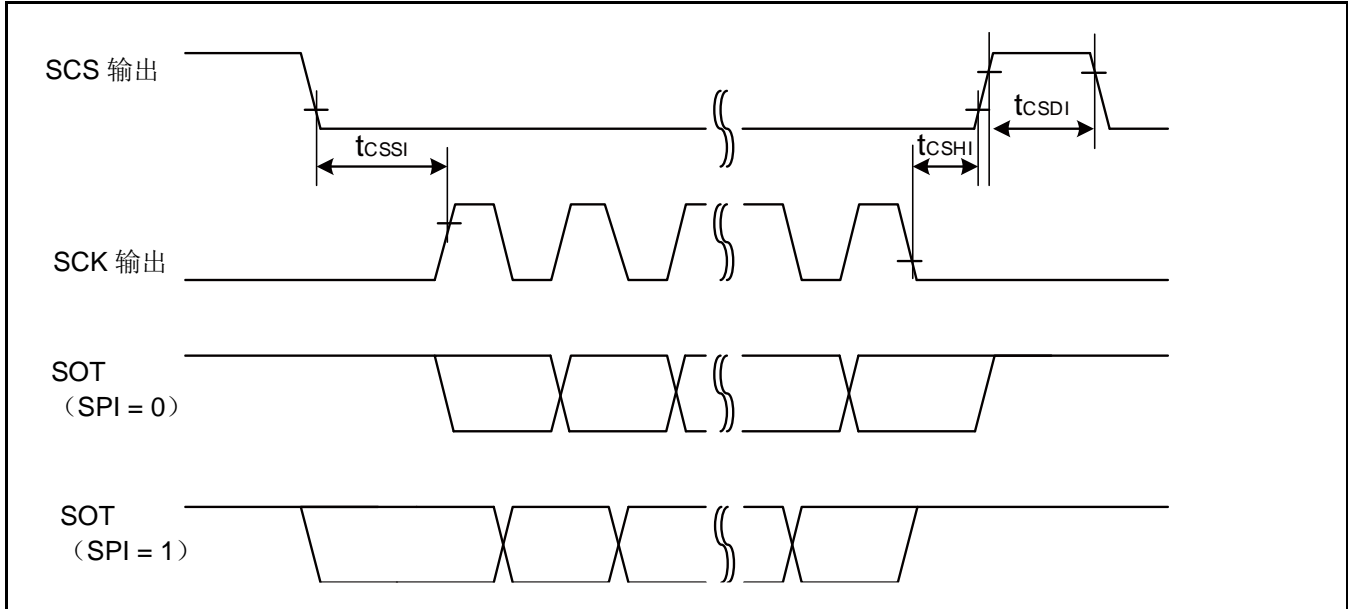 SCS 输出
tCSSI
tCSHI
tCSDI
SCK 输出
SOT
（SPI = 0）
SOT
（SPI = 1）